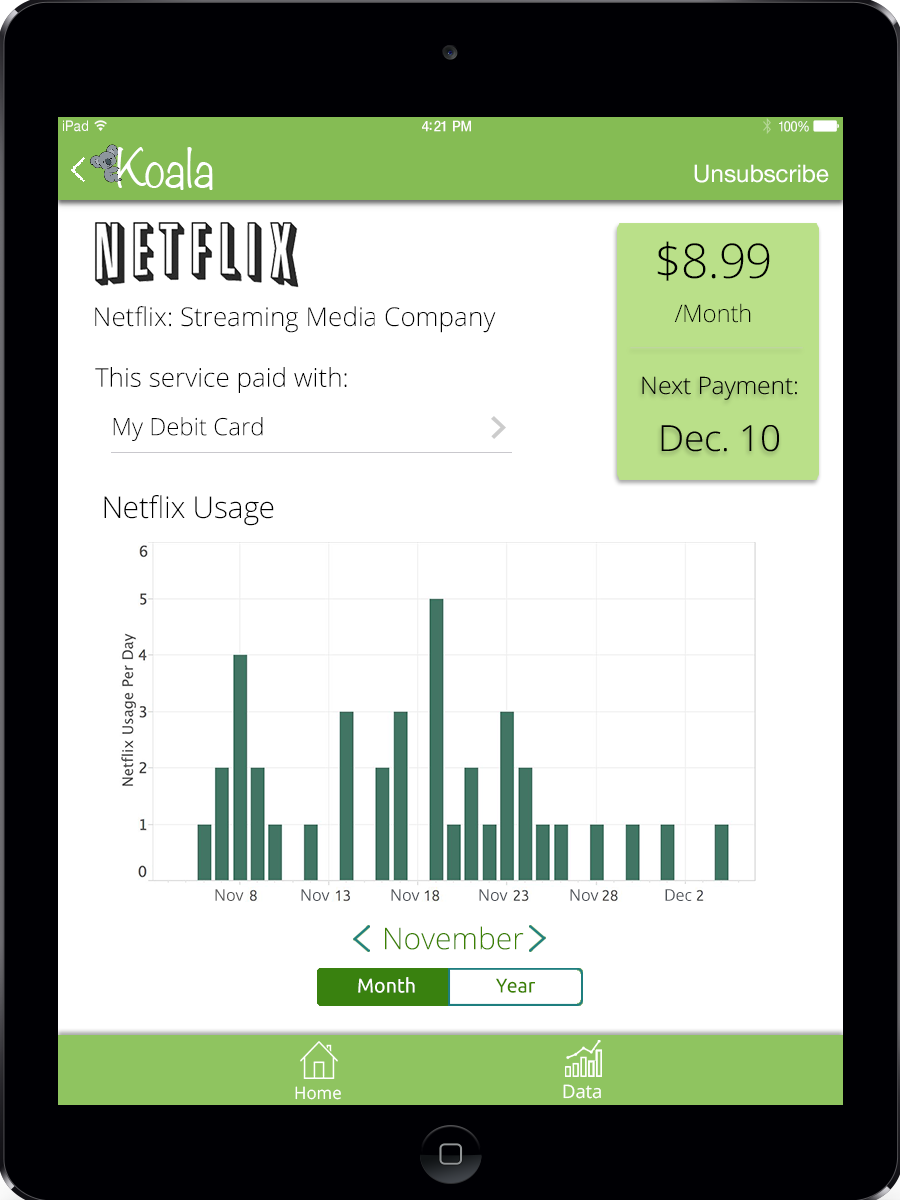 iPad 4:21 PM 100%
Koala Unsubscribe
NETFLIX
$8.99
/Month
Netflix: Streaming Media Company
This service paid with:
Next Payment:
My Debit Card
Dec. 10
Netflix Usage
Netflix Usage Per Day
6
5
4
3
2
1
0
Nov 8 Nov 13 Nov 18 Nov 23 Nov 28 Dec 2
November
Month Year
Home Data